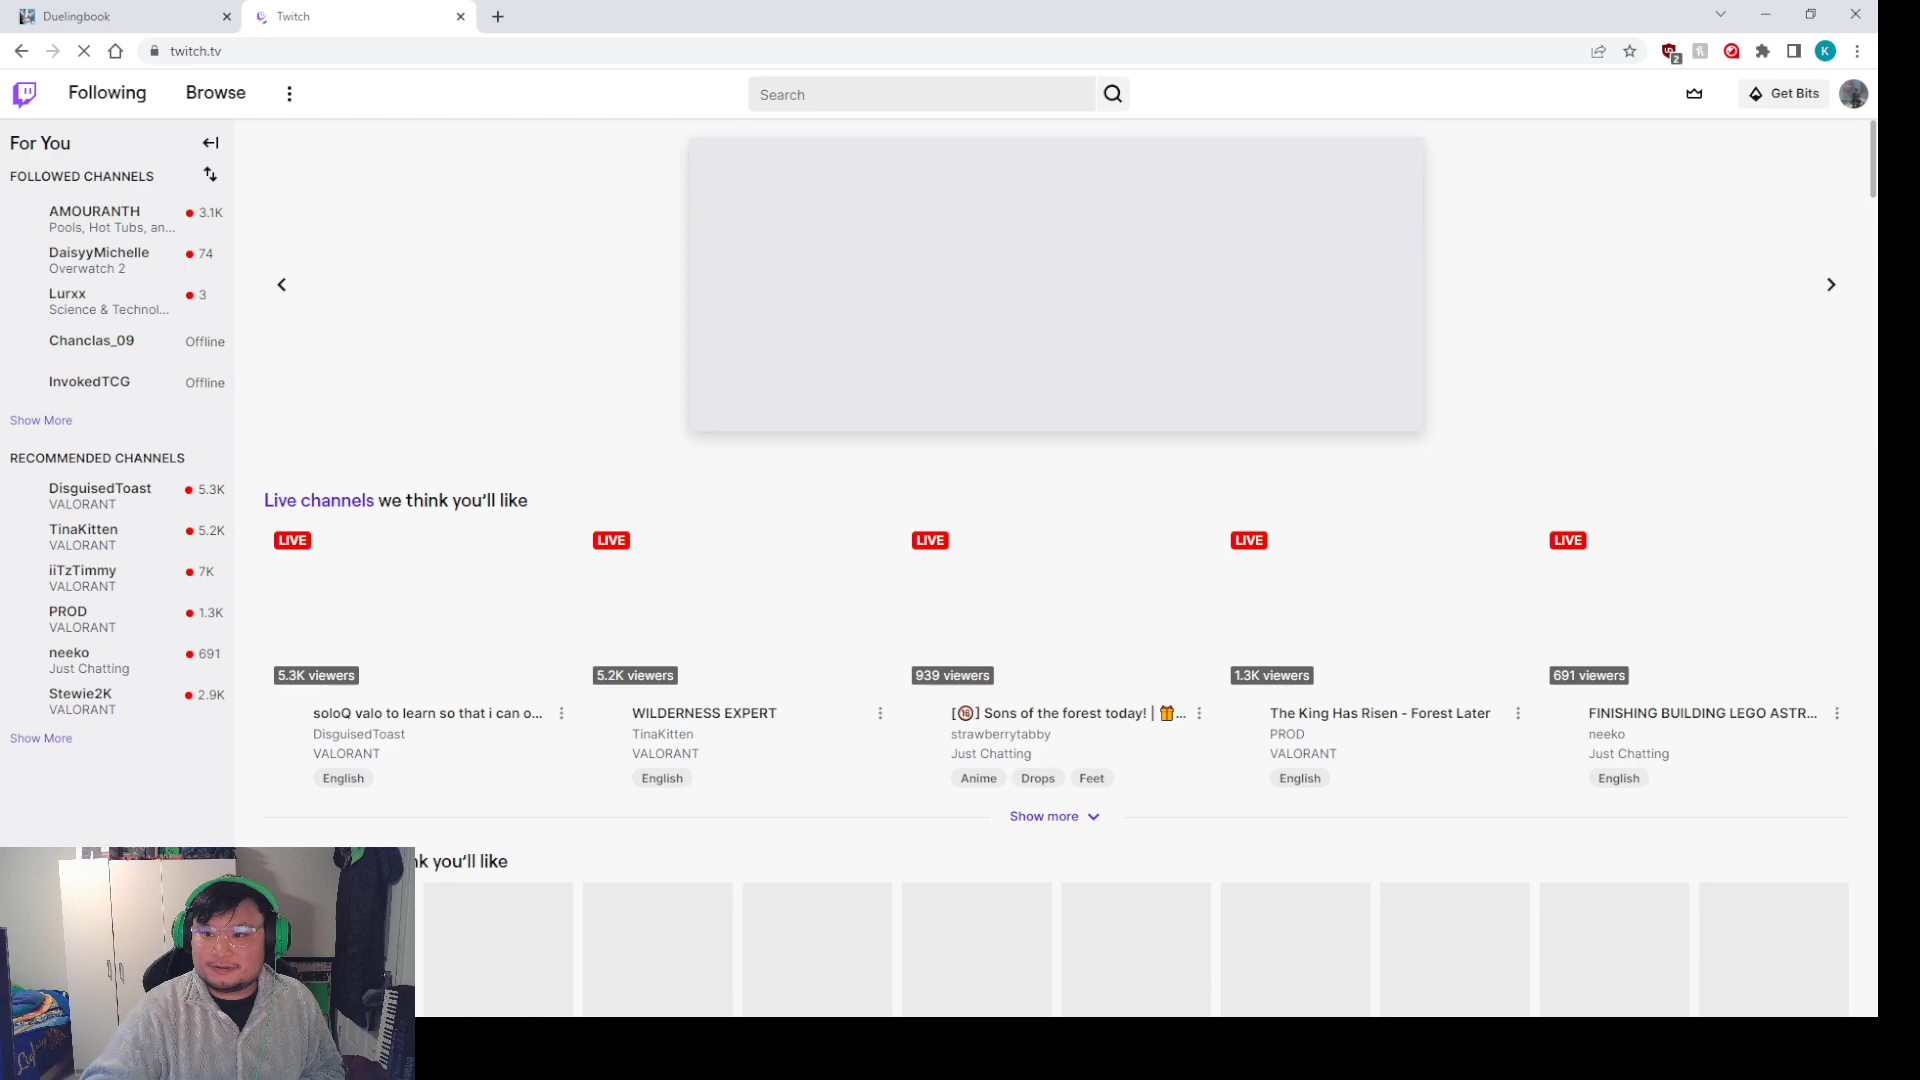 Duelingbook
Twitch
twitch.tv
2
K
Following
Browse
Search
Get Bits
For You
FOLLOWED CHANNELS
AMOURANTH
3.1K
Pools, Hot Tubs, an...
DaisyyMichelle
74
Overwatch 2
Lurxx
3
Science & Technol...
Chanclas_09
Offline
InvokedTCG
Offline
Show More
RECOMMENDED CHANNELS
DisguisedToast
5.3K
VALORANT
TinaKitten
5.2K
VALORANT
iiTzTimmy
7K
VALORANT
PROD
1.3K
VALORANT
neeko
691
Just Chatting
Stewie2K
2.9K
VALORANT
Show More
Live channels we think you'll like
LIVE
5.3K viewers
soloQ valo to learn so that i can o...
DisguisedToast
VALORANT
English
LIVE
5.2K viewers
WILDERNESS EXPERT
TinaKitten
VALORANT
English
LIVE
939 viewers
[🔞] Sons of the forest today! | 🎁...
strawberrytabby
Just Chatting
Anime Drops Feet
LIVE
1.3K viewers
The King Has Risen - Forest Later
PROD
VALORANT
English
LIVE
691 viewers
FINISHING BUILDING LEGO ASTR...
neeko
Just Chatting
English
Show more
you'll like